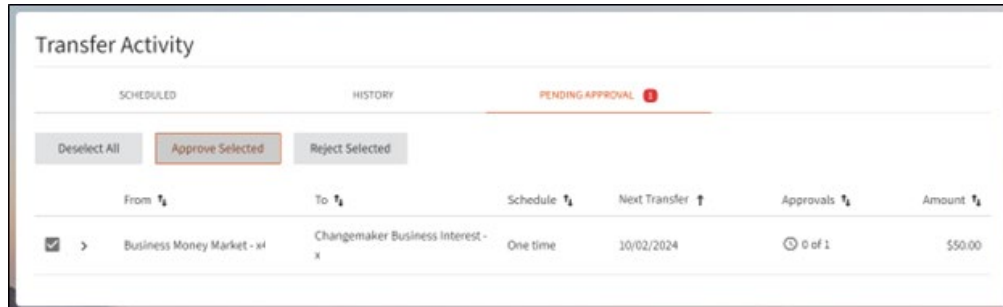 Transfer Activity
SCHEDULED HISTORY PENDING APPROVAL 1
Deselect All Approve Selected Reject Selected
From To Schedule Next Transfer Approvals Amount
Business Money Market - x4 Changemaker Business Interest - x One time 10/02/2024 0 of 1 $50.00